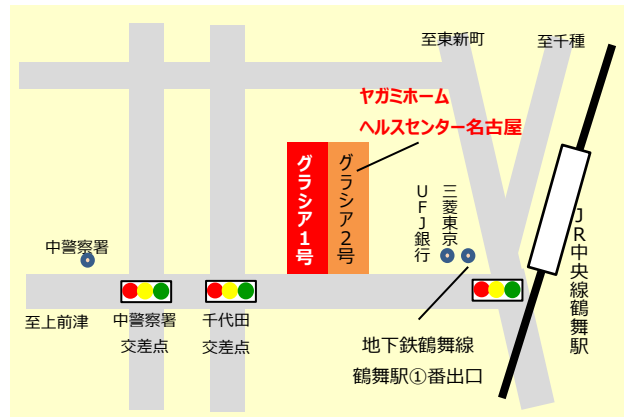 至東新町
至千種
ヤガミホーム
ヘルスセンター名古屋
グラシア1号
グラシア2号
三菱東京
UFJ銀行
中警察署
JR中央線鶴舞駅
至上前津
中警察署
交差点
千代田
交差点
地下鉄鶴舞線
鶴舞駅①番出口